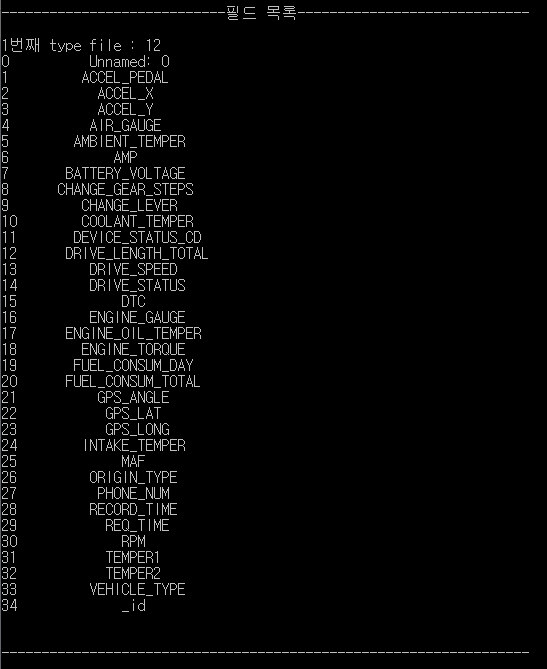 ----------------------------필드 목록-----------------------------
1번째 type file : 12
0 Unnamed: 0
1 ACCEL_PEDAL
2 ACCEL_X
3 ACCEL_Y
4 AIR_GAUGE
5 AMBIENT_TEMPER
6 AMP
7 BATTERY_VOLTAGE
8 CHANGE_GEAR_STEPS
9 CHANGE_LEVER
10 COOLANT_TEMPER
11 DEVICE_STATUS_CD
12 DRIVE_LENGTH_TOTAL
13 DRIVE_SPEED
14 DRIVE_STATUS
15 DTC
16 ENGINE_GAUGE
17 ENGINE_OIL_TEMPER
18 ENGINE_TORQUE
19 FUEL_CONSUM_DAY
20 FUEL_CONSUM_TOTAL
21 GPS_ANGLE
22 GPS_LAT
23 GPS_LONG
24 INTAKE_TEMPER
25 MAF
26 ORIGIN_TYPE
27 PHONE_NUM
28 RECORD_TIME
29 REQ_TIME
30 RPM
31 TEMPER1
32 TEMPER2
33 VEHICLE_TYPE
34 _id
------------------------------------------------------------------